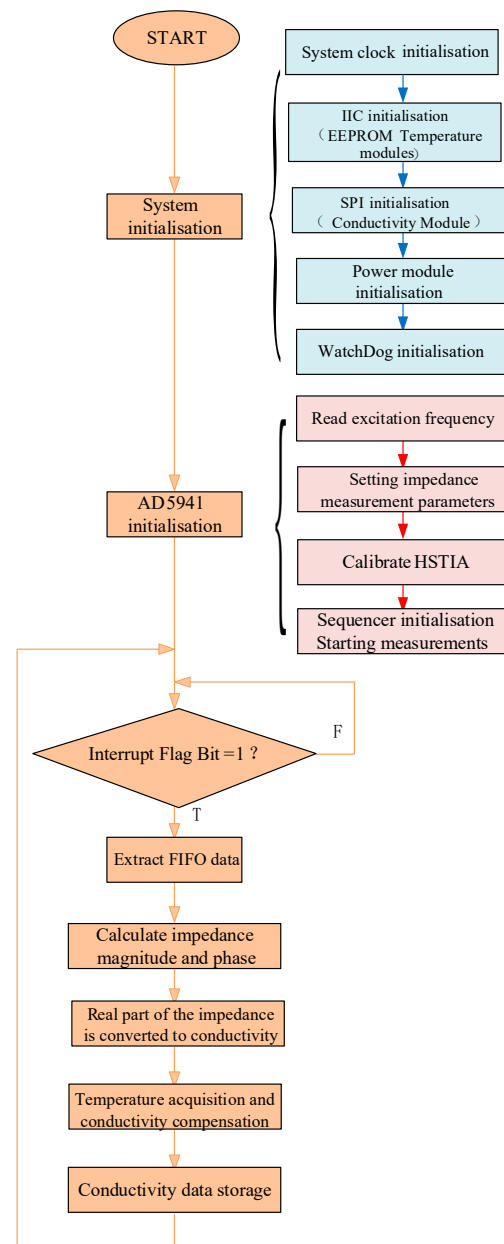 START
System
initialisation
System clock initialisation
IIC initialisation
（EEPROM Temperature
modules)
SPI initialisation
（ Conductivity Module ）
Power module
initialisation
WatchDog initialisation
AD5941
initialisation
Read excitation frequency
Setting impedance
measurement parameters
Calibrate HSTIA
Sequencer initialisation
Starting measurements
Interrupt Flag Bit =1 ？
F
T
Extract FIFO data
Calculate impedance
magnitude and phase
Real part of the impedance
is converted to conductivity
Temperature acquisition and
conductivity compensation
Conductivity data storage